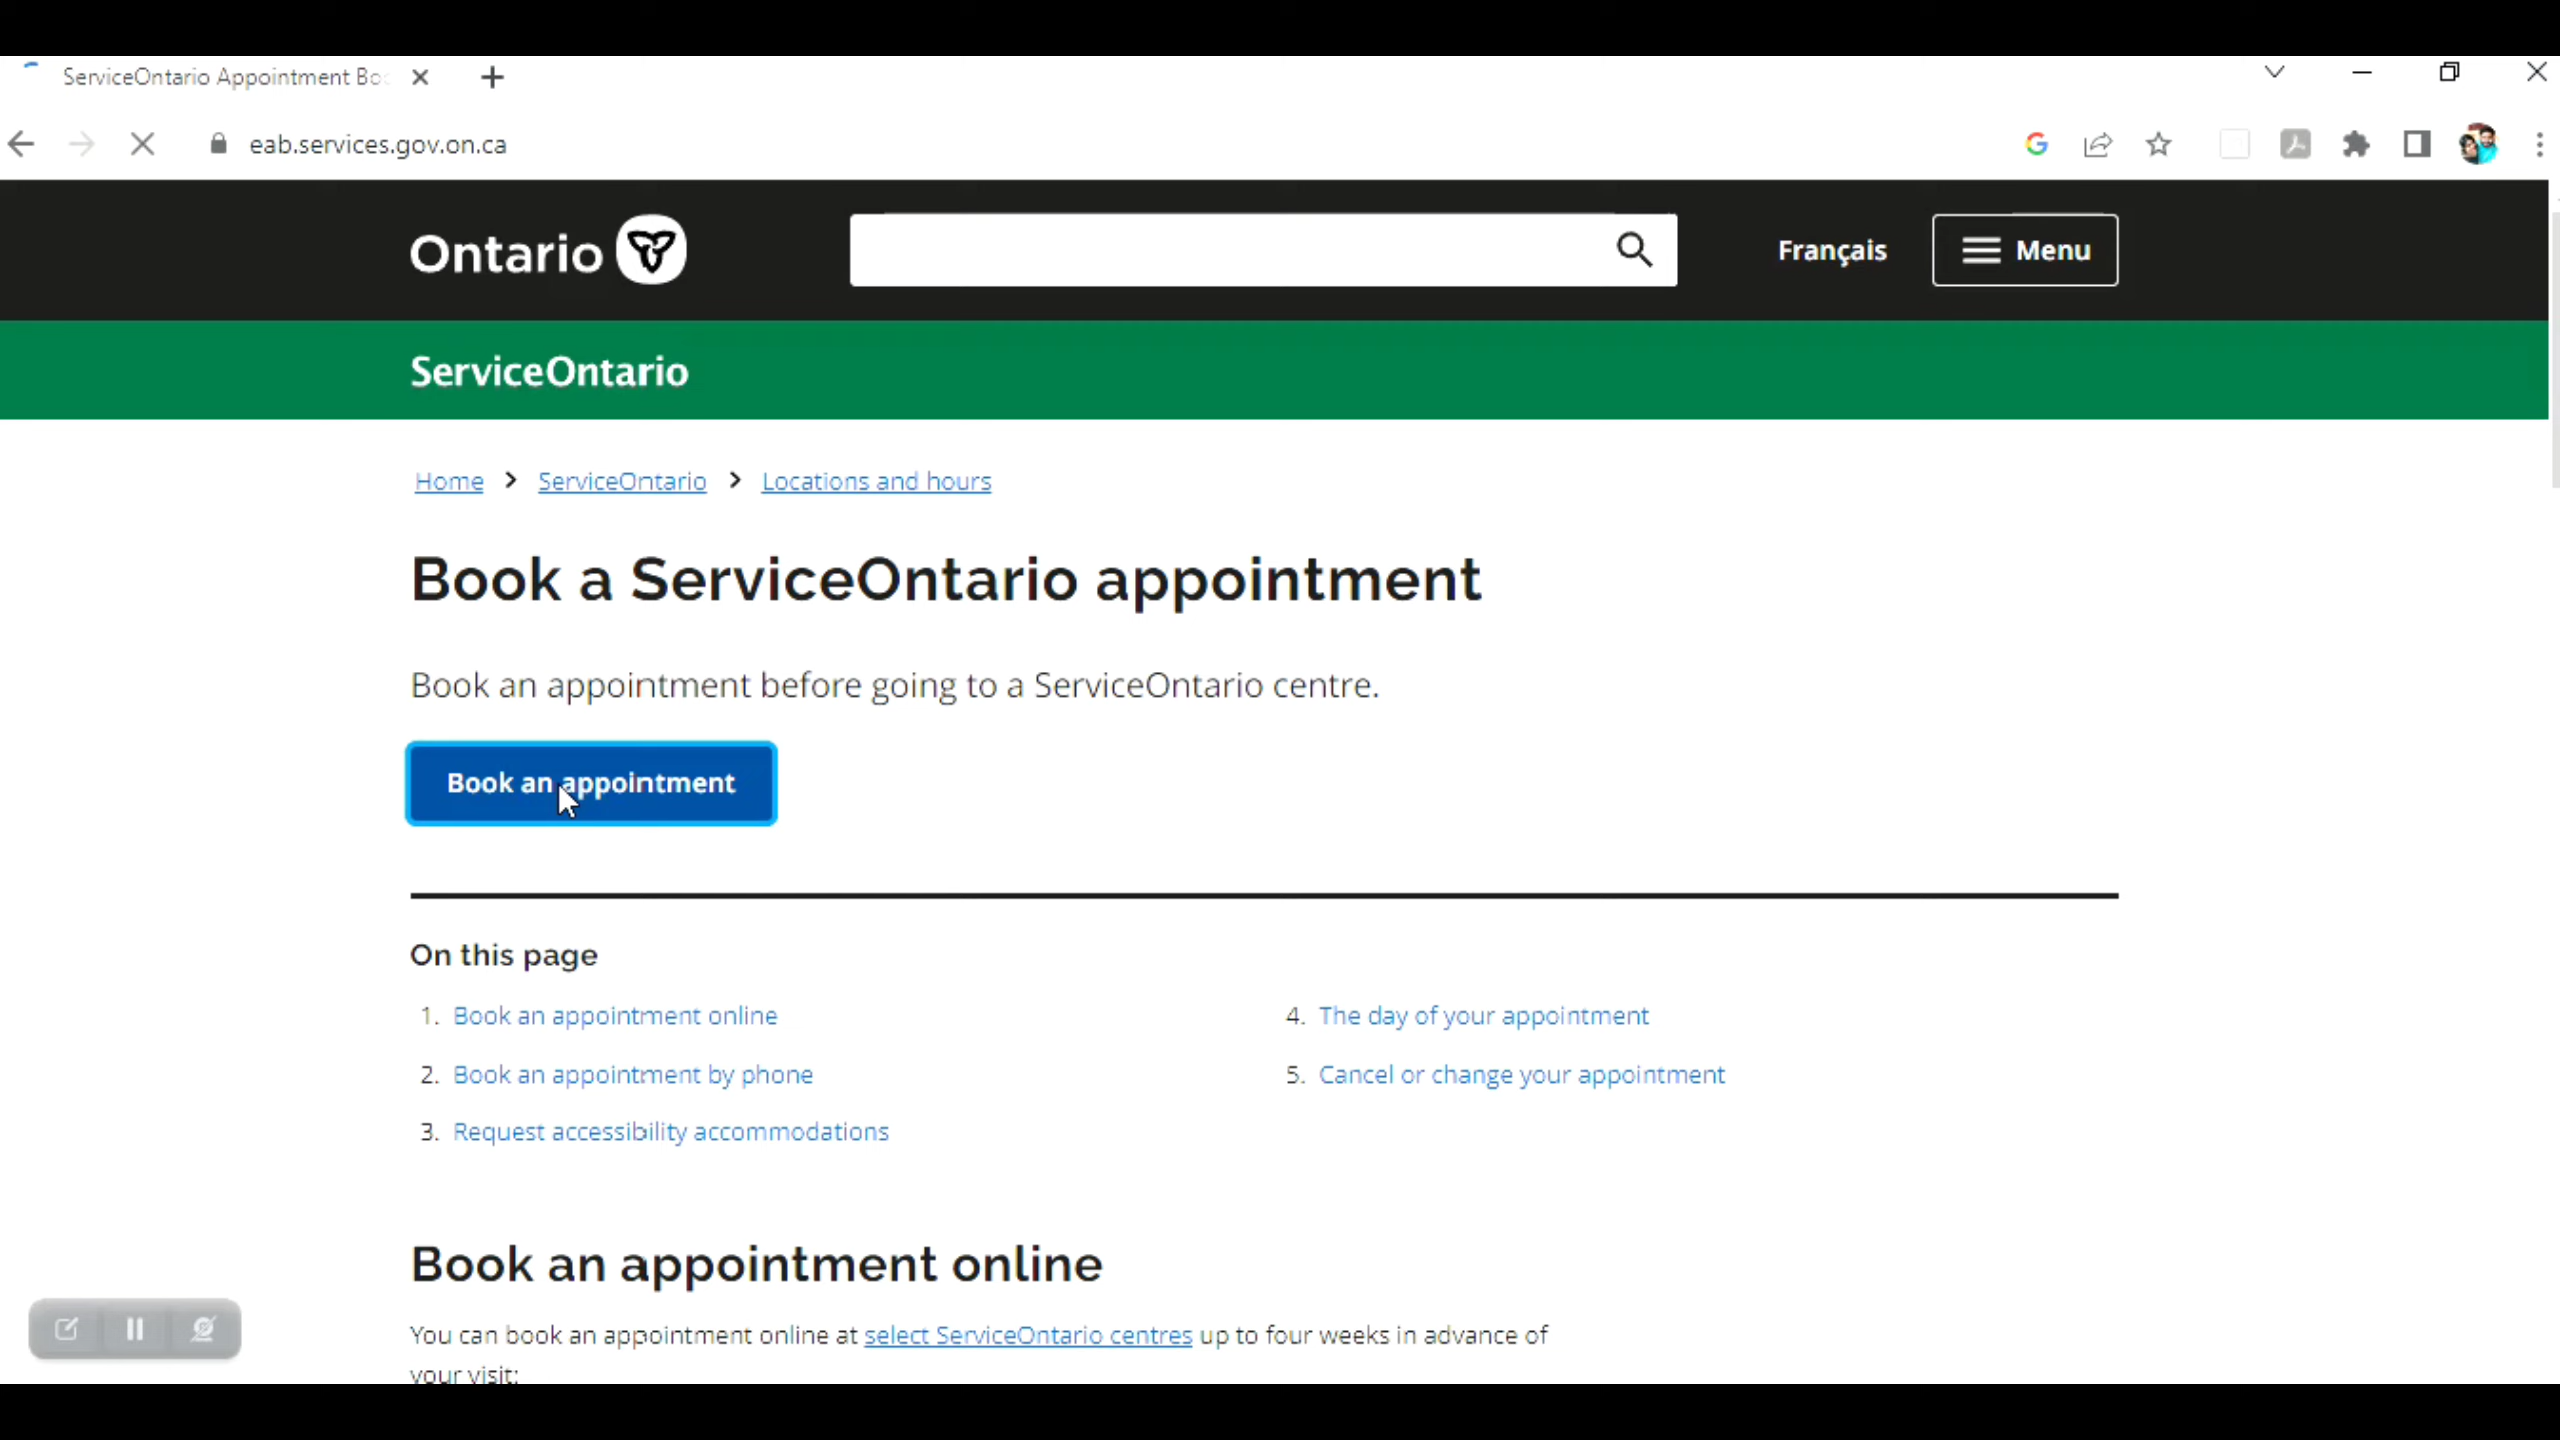 ServiceOntario Appointment Bo
eab.services.gov.on.ca
Ontario
Français
Menu
ServiceOntario
Home > ServiceOntario > Locations and hours
Book a ServiceOntario appointment
Book an appointment before going to a ServiceOntario centre.
Book an appointment
On this page
1. Book an appointment online
2. Book an appointment by phone
3. Request accessibility accommodations
4. The day of your appointment
5. Cancel or change your appointment
Book an appointment online
You can book an appointment online at select ServiceOntario centres up to four weeks in advance of
your visit: